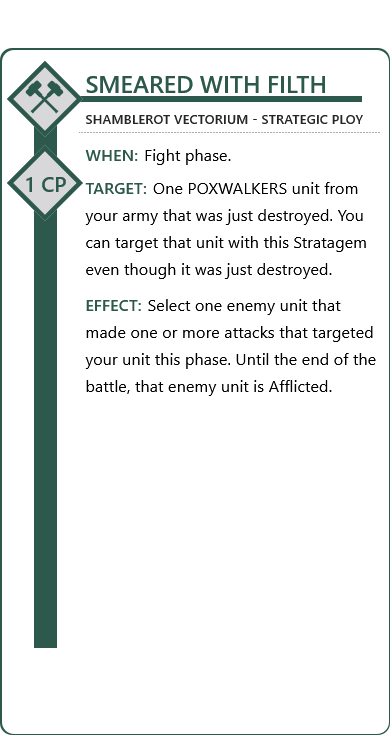 SMEARED WITH FILTH
SHAMBLEROT VECTORIUM - STRATEGIC PLOY
WHEN: Fight phase.
1 CP
TARGET: One POXWALKERS unit from
your army that was just destroyed. You
can target that unit with this Stratagem
even though it was just destroyed.
EFFECT: Select one enemy unit that
made one or more attacks that targeted
your unit this phase. Until the end of the
battle, that enemy unit is Afflicted.